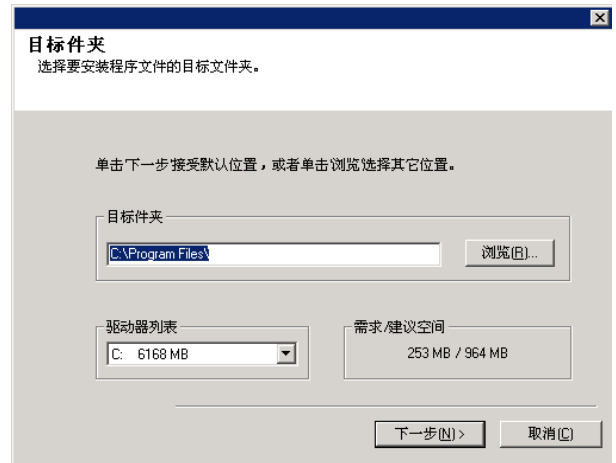 目标件夹
选择要安装程序文件的目标文件夹。
单击'下一步'接受默认位置,或者单击'浏览'选择其它位置。
目标件夹
C:\Program Files\
浏览(R)...
驱动器列表
需求/建议空间
C: 6168 MB
253 MB / 964 MB
下一步(N) >
取消(C)